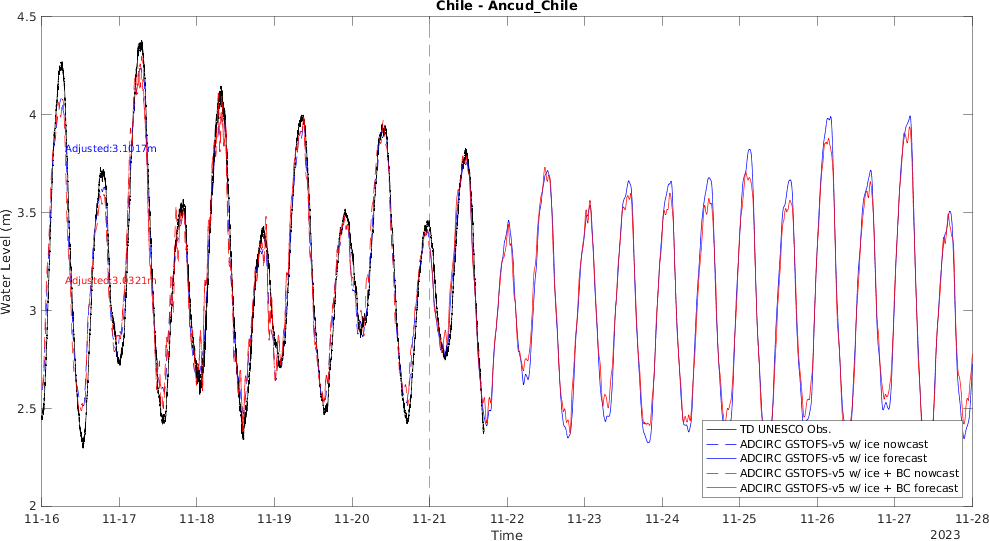 Chile - Ancud_Chile
4.5
4
3.5
3
2.5
2
Water Level (m)
Adjusted:3.1017m
Adjusted:3.0321m
TD UNESCO Obs.
ADCIRC GSTOFS-v5 w/ ice nowcast
ADCIRC GSTOFS-v5 w/ ice forecast
ADCIRC GSTOFS-v5 w/ ice + BC nowcast
ADCIRC GSTOFS-v5 w/ ice + BC forecast
11-16 11-17 11-18 11-19 11-20 11-21 11-22 11-23 11-24 11-25 11-26 11-27 11-28
Time
2023